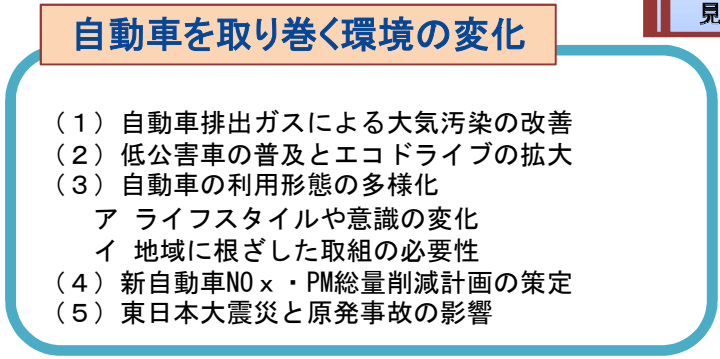 見
自動車を取り巻く環境の変化
（１）自動車排出ガスによる大気汚染の改善
（２）低公害車の普及とエコドライブの拡大
（３）自動車の利用形態の多様化
ア ライフスタイルや意識の変化
イ 地域に根ざした取組の必要性
（４）新自動車NOｘ・PM総量削減計画の策定
（５）東日本大震災と原発事故の影響